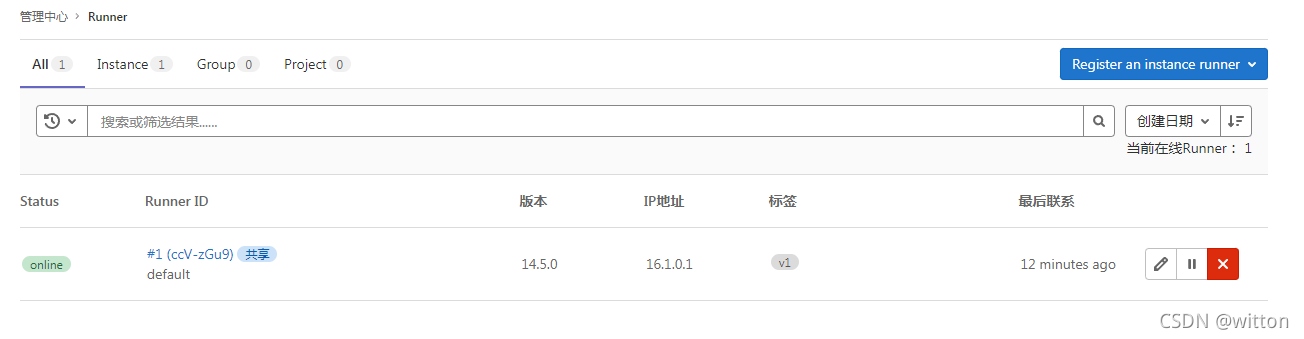 管理中心 › Runner
All 1 Instance 1 Group 0 Project 0 Register an instance runner
搜索或筛选结果...... 创建日期
当前在线Runner： 1
Status Runner ID 版本 IP地址 标签 最后联系
online #1 (ccV-zGu9) 共享 14.5.0 16.1.0.1 v1 12 minutes ago
default
CSDN @witton